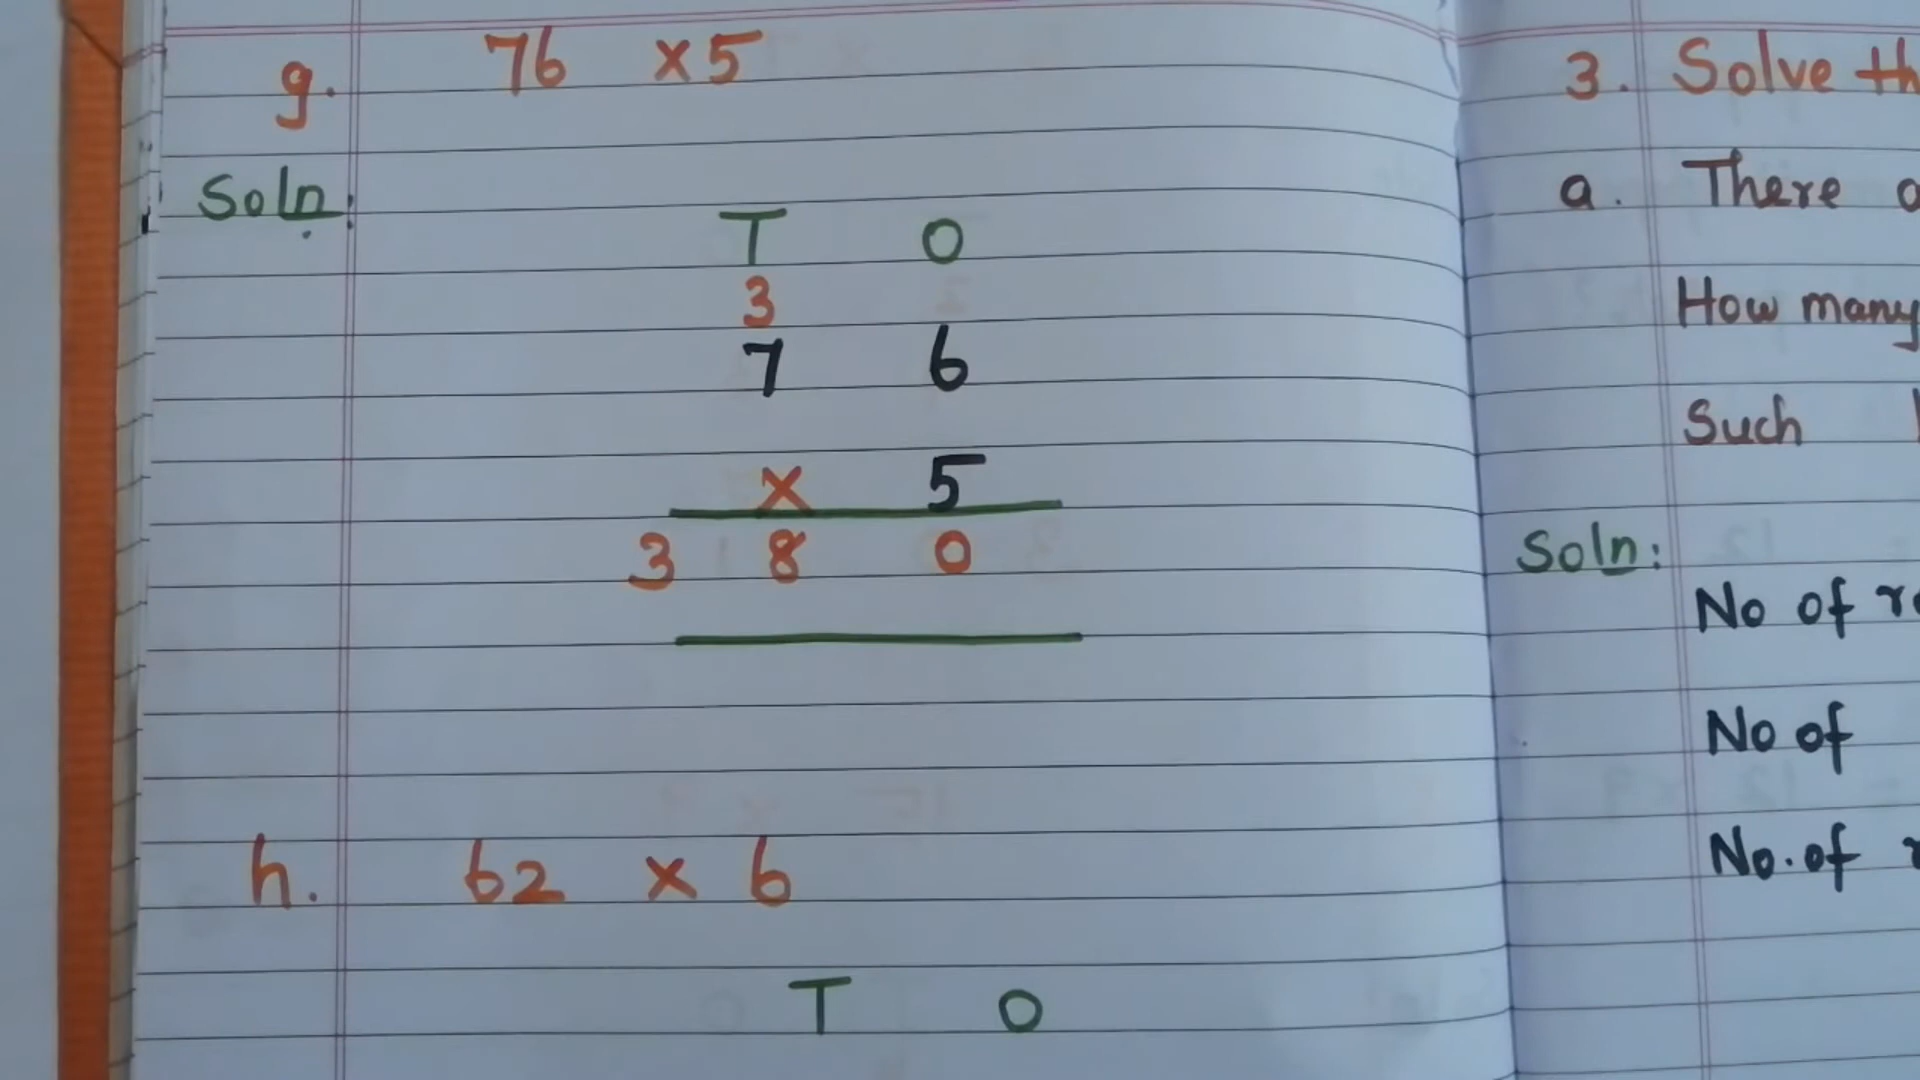 g. 76 × 5
Soln:
T O
3
7 6
× 5
3 8 0
h. 62 × 6
T O
3. Solve th
a. There
How many
Such
Soln:
No of
No of
No. of